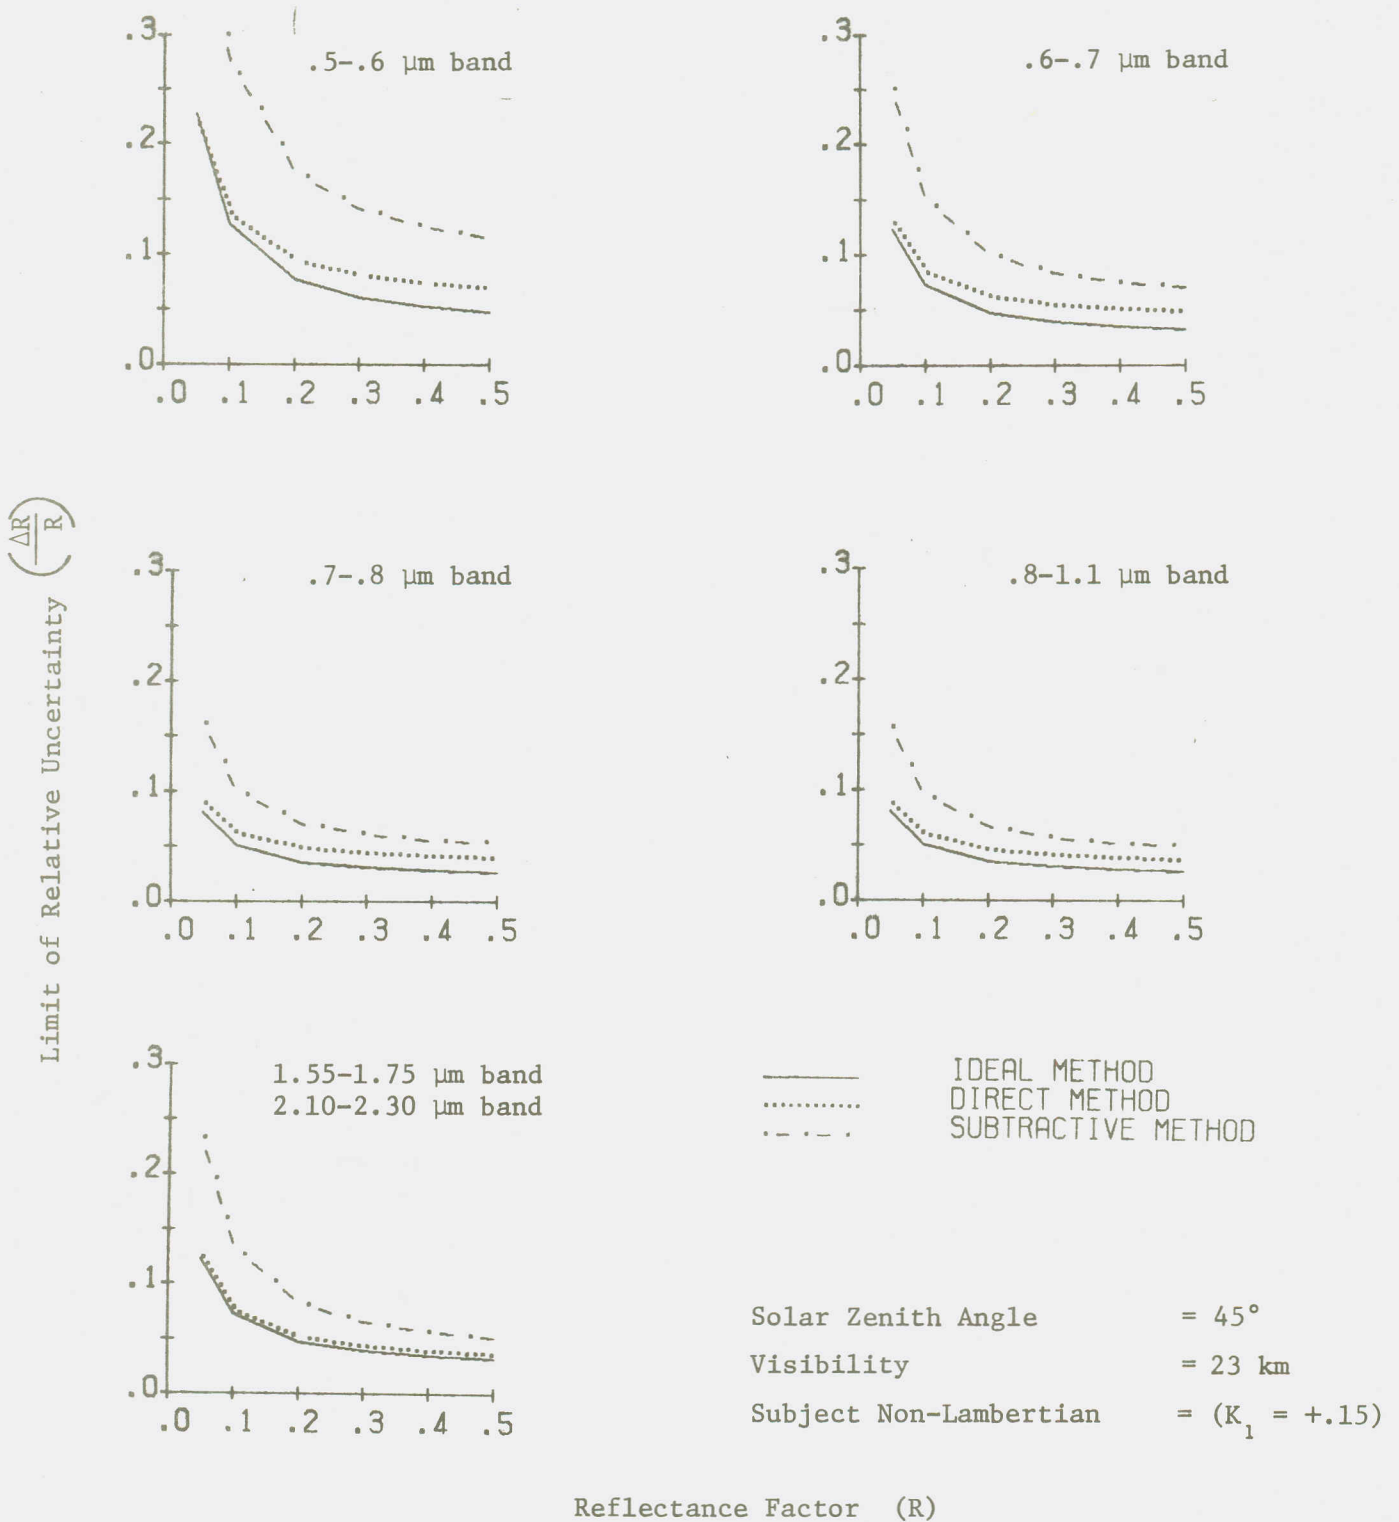 .5-.6 µm band
.3
.2
.1
.0
.0 .1 .2 .3 .4 .5
.6-.7 µm band
.3
.2
.1
.0
.0 .1 .2 .3 .4 .5
Limit of Relative Uncertainty (ΔR/R)
.7-.8 µm band
.3
.2
.1
.0
.0 .1 .2 .3 .4 .5
.8-1.1 µm band
.3
.2
.1
.0
.0 .1 .2 .3 .4 .5
1.55-1.75 µm band
2.10-2.30 µm band
.3
.2
.1
.0
.0 .1 .2 .3 .4 .5
IDEAL METHOD
DIRECT METHOD
SUBTRACTIVE METHOD
Solar Zenith Angle = 45°
Visibility = 23 km
Subject Non-Lambertian = (K₁ = +.15)
Reflectance Factor (R)